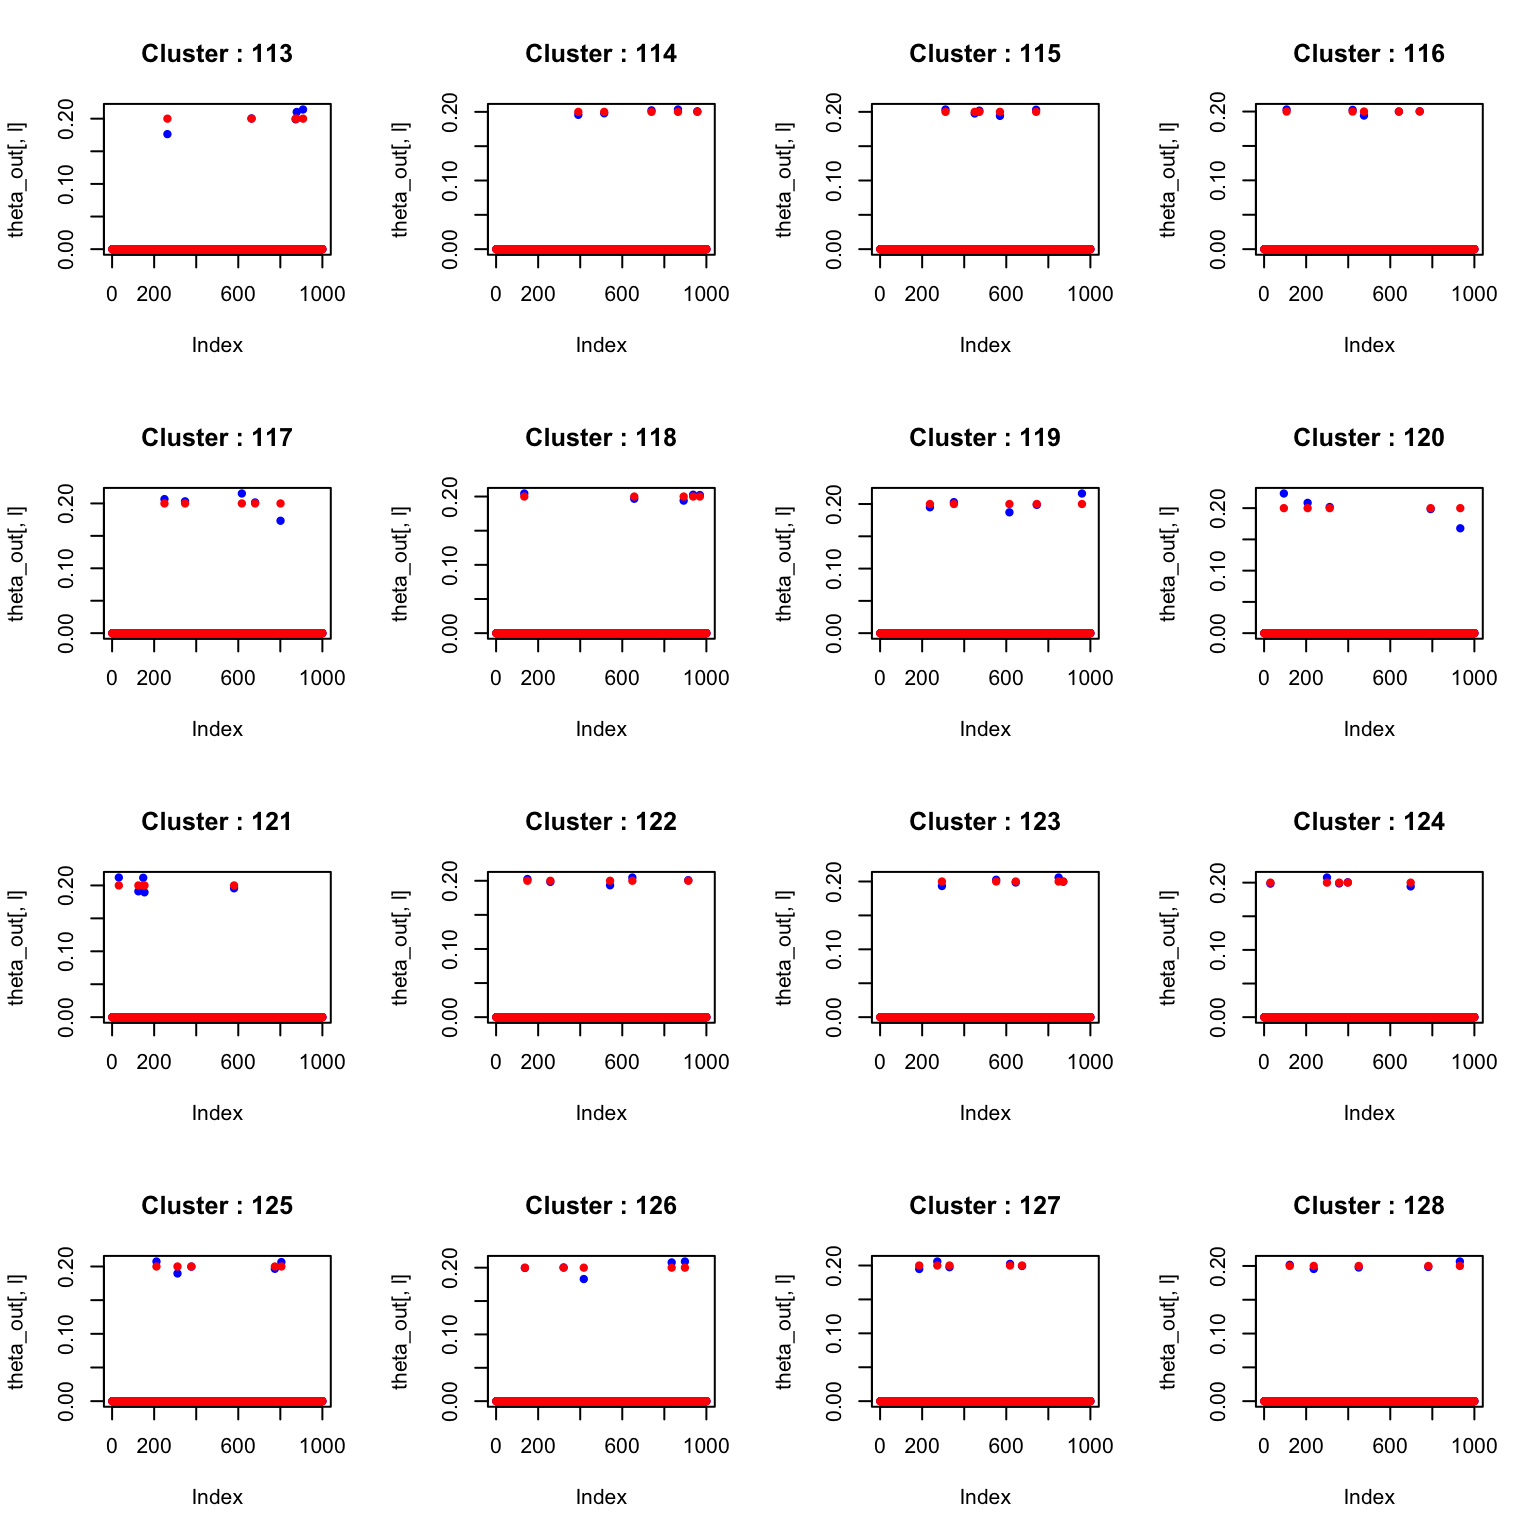 Cluster : 113
theta_out[, l]
0.00 0.10 0.20
0 200 600 1000
Index
Cluster : 114
theta_out[, l]
0.00 0.10 0.20
0 200 600 1000
Index
Cluster : 115
theta_out[, l]
0.00 0.10 0.20
0 200 600 1000
Index
Cluster : 116
theta_out[, l]
0.00 0.10 0.20
0 200 600 1000
Index
Cluster : 117
theta_out[, l]
0.00 0.10 0.20
0 200 600 1000
Index
Cluster : 118
theta_out[, l]
0.00 0.10 0.20
0 200 600 1000
Index
Cluster : 119
theta_out[, l]
0.00 0.10 0.20
0 200 600 1000
Index
Cluster : 120
theta_out[, l]
0.00 0.10 0.20
0 200 600 1000
Index
Cluster : 121
theta_out[, l]
0.00 0.10 0.20
0 200 600 1000
Index
Cluster : 122
theta_out[, l]
0.00 0.10 0.20
0 200 600 1000
Index
Cluster : 123
theta_out[, l]
0.00 0.10 0.20
0 200 600 1000
Index
Cluster : 124
theta_out[, l]
0.00 0.10 0.20
0 200 600 1000
Index
Cluster : 125
theta_out[, l]
0.00 0.10 0.20
0 200 600 1000
Index
Cluster : 126
theta_out[, l]
0.00 0.10 0.20
0 200 600 1000
Index
Cluster : 127
theta_out[, l]
0.00 0.10 0.20
0 200 600 1000
Index
Cluster : 128
theta_out[, l]
0.00 0.10 0.20
0 200 600 1000
Index